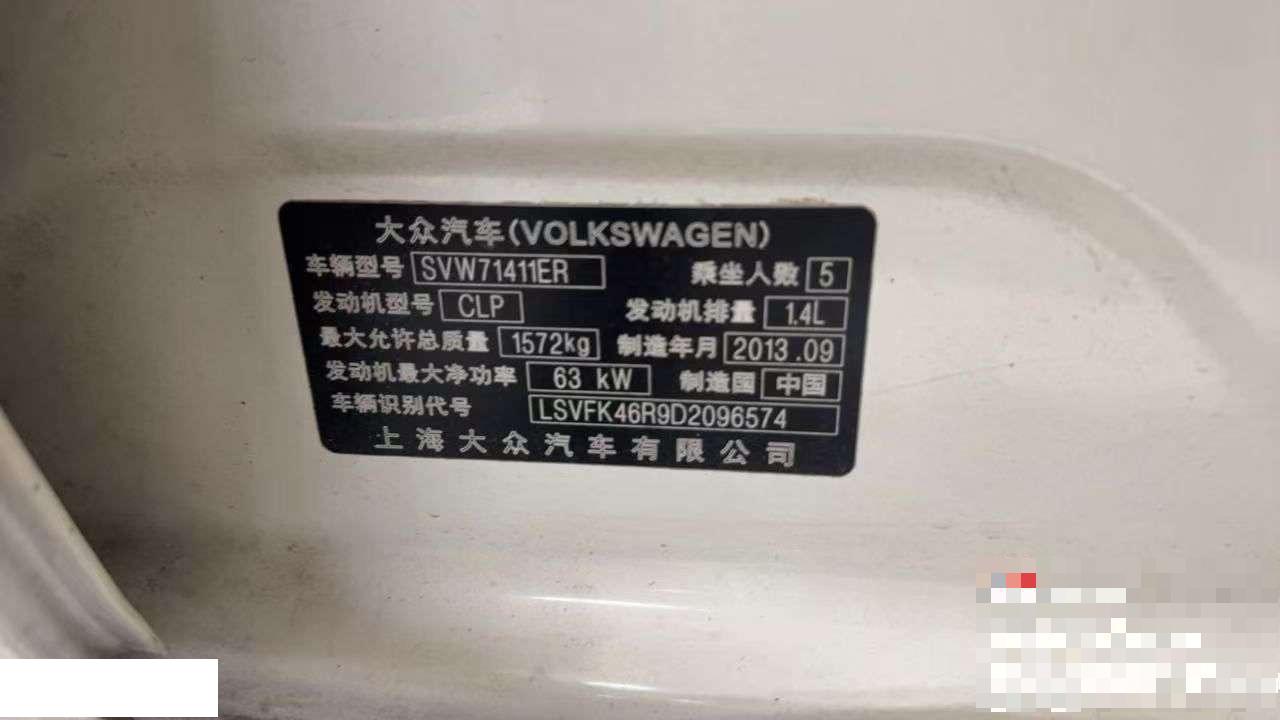 大众汽车(VOLKSWAGEN)
车辆型号 SVW71411ER 乘坐人数 5
发动机型号 CLP 发动机排量 1.4L
最大允许总质量 1572kg 制造年月 2013.09
发动机最大净功率 63 kW 制造国 中国
车辆识别代号 LSVFK46R9D2096574
上海大众汽车有限公司